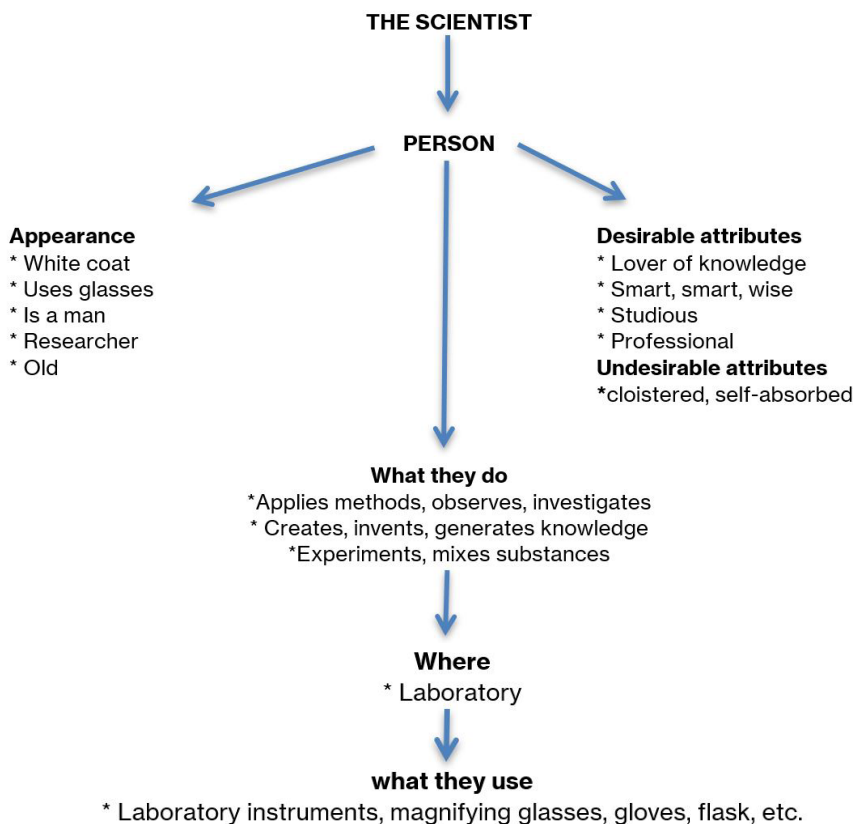 THE SCIENTIST
PERSON
Appearance
* White coat
* Uses glasses
* Is a man
* Researcher
* Old
Desirable attributes
* Lover of knowledge
* Smart, smart, wise
* Studious
* Professional
Undesirable attributes
*cloistered, self-absorbed
What they do
*Applies methods, observes, investigates
* Creates, invents, generates knowledge
*Experiments, mixes substances
Where
* Laboratory
what they use
* Laboratory instruments, magnifying glasses, gloves, flask, etc.